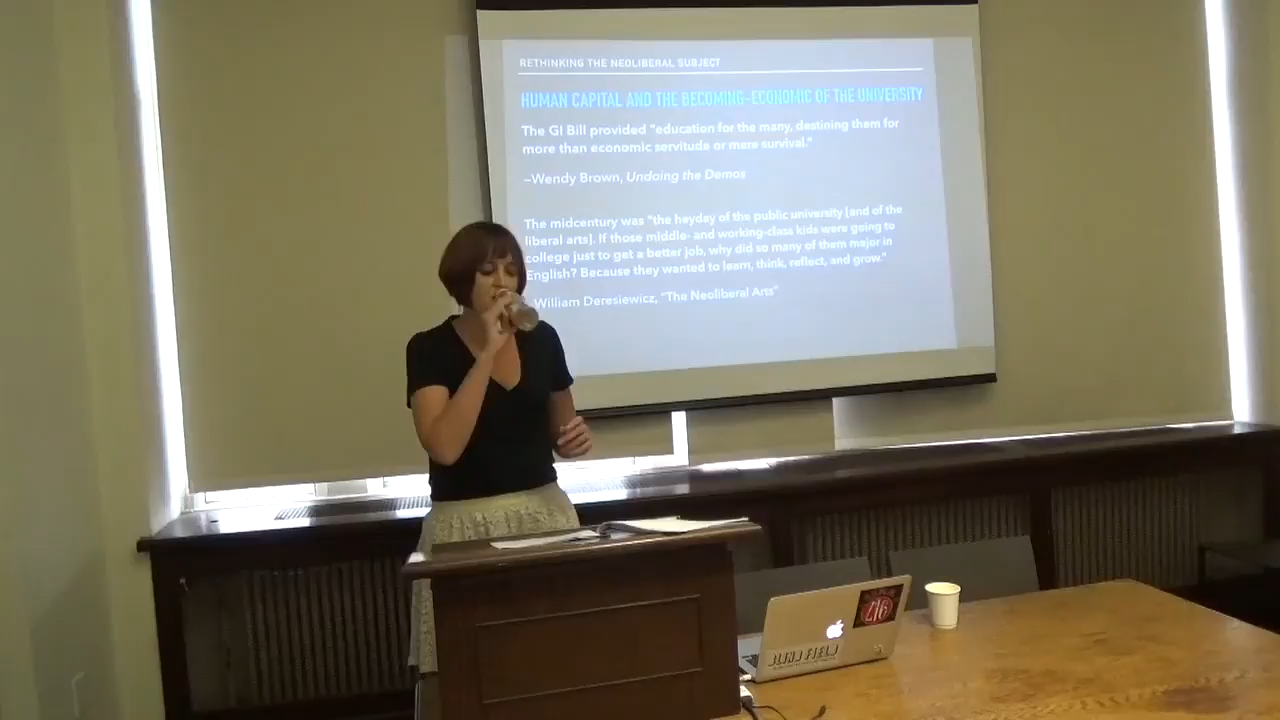 RETHINKING THE NEOLIBERAL SUBJECT
HUMAN CAPITAL AND THE BECOMING-ECONOMIC OF THE UNIVERSITY
The GI Bill provided "education for the many, destining them for
more than economic servitude or mere survival."
—Wendy Brown, Undoing the Demos
The midcentury was "the heyday of the public university [and of the
liberal arts]. If those middle- and working-class kids were going to
college just to get a better job, why did so many of them major in
English? Because they wanted to learn, think, reflect, and grow."
William Deresiewicz, "The Neoliberal Arts"
BLIND FIELD